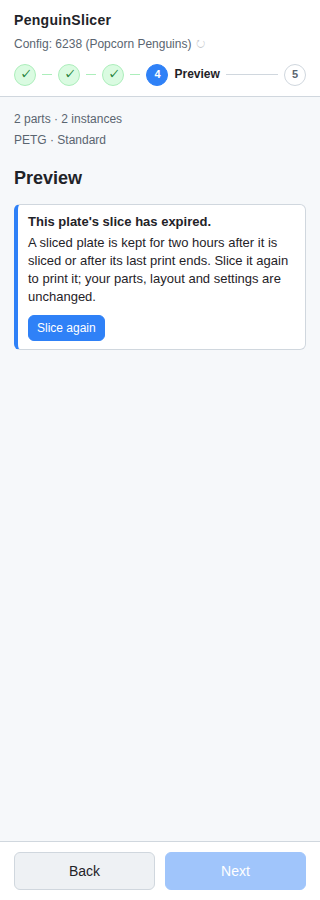 PenguinSlicer
Config: 6238 (Popcorn Penguins)
4 Preview 5
2 parts · 2 instances
PETG · Standard
Preview
This plate's slice has expired.
A sliced plate is kept for two hours after it is
sliced or after its last print ends. Slice it again
to print it; your parts, layout and settings are
unchanged.
Slice again
Back Next